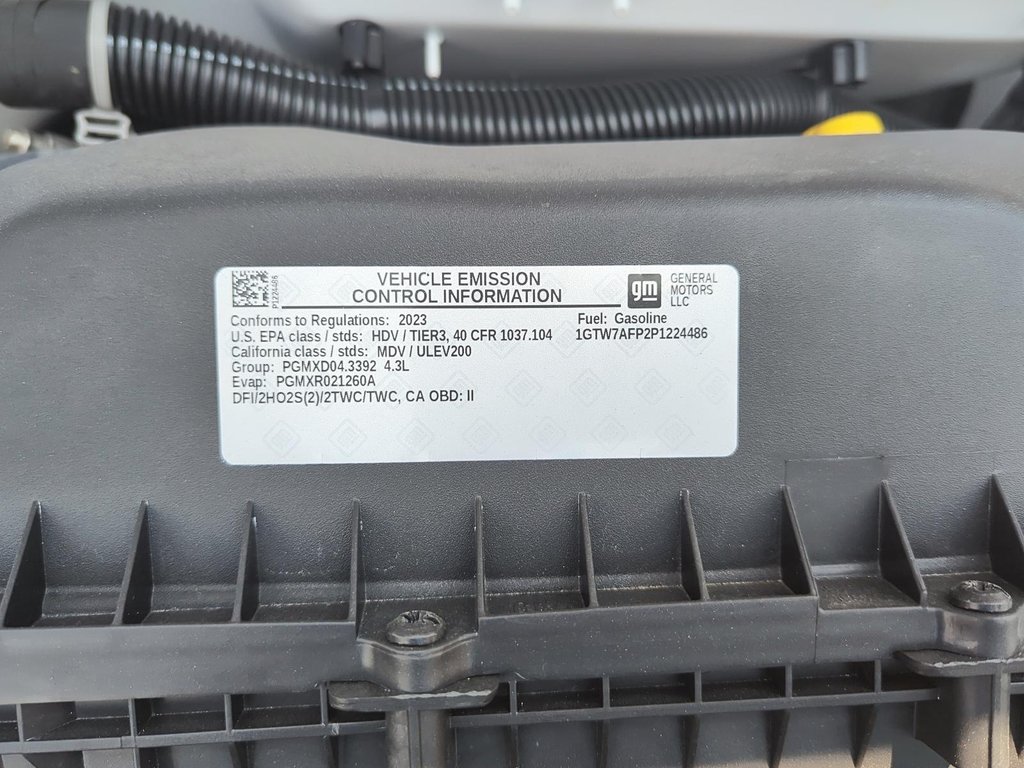 P1224486
VEHICLE EMISSION
CONTROL INFORMATION
gm
GENERAL
MOTORS
LLC
Conforms to Regulations: 2023
Fuel: Gasoline
U.S. EPA class / stds: HDV / TIER3, 40 CFR 1037.104
1GTW7AFP2P1224486
California class / stds: MDV / ULEV200
Group: PGMXD04.3392 4.3L
Evap: PGMXR021260A
DFI/2HO2S(2)/2TWC/TWC, CA OBD: II